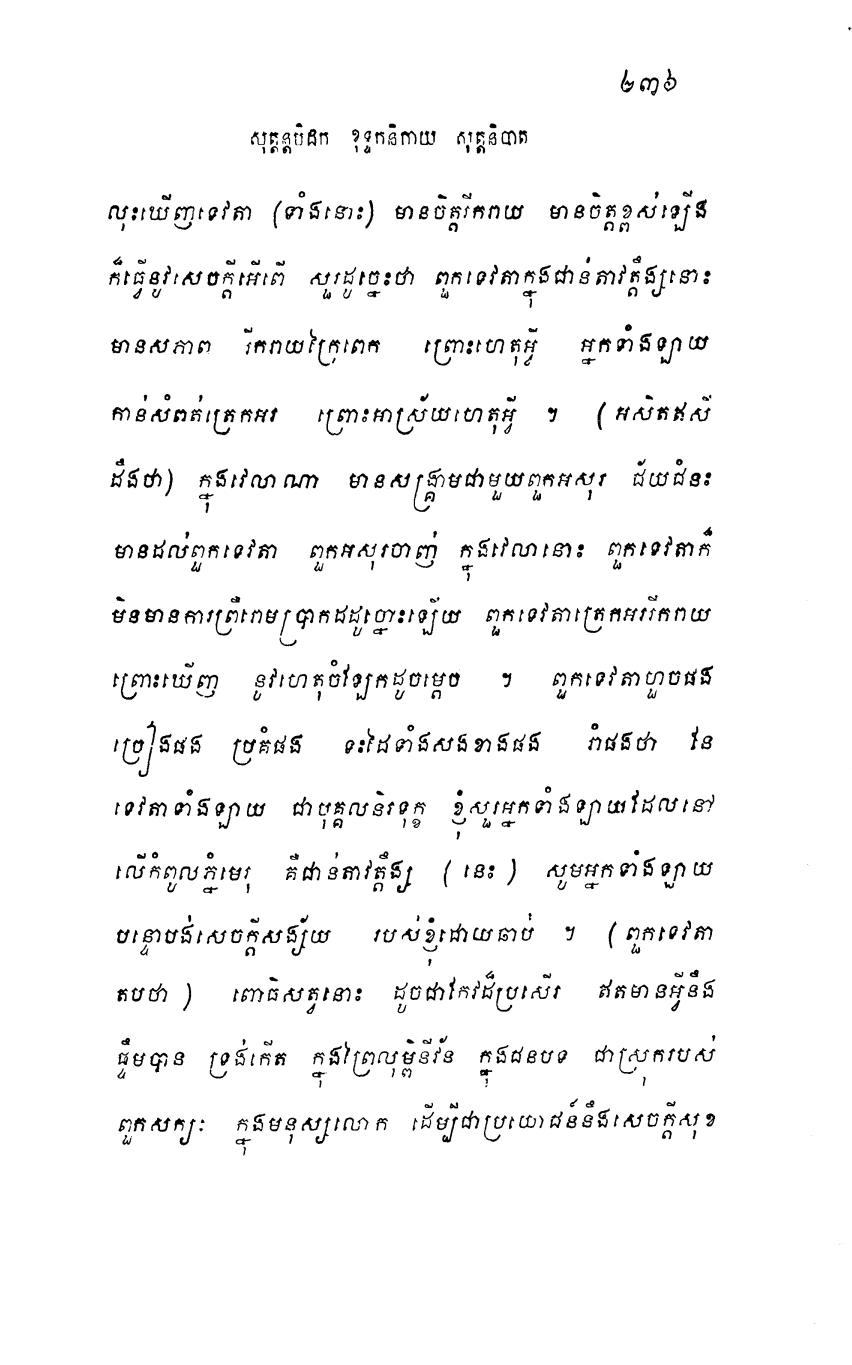 ២៣៦
សុត្តន្តបិដក ខុទ្ទកនិកាយ សុត្តនិបាត
លុះឃើញទេវតា (ទាំងនោះ) មានចិត្តរីករាយ មានចិត្តខ្ពស់ឡើង
ក៏ធ្វើនូវសេចក្តីអើពើ សួរដូច្នេះថា ពួកទេវតាក្នុងជាន់តាវត្តឹង្សនោះ
មានសភាព រីករាយក្រៃពេក ព្រោះហេតុអ្វី អ្នកទាំងឡាយ
កាន់សំពត់ត្រេកអរ ព្រោះអាស្រ័យហេតុអ្វី ។ (អសិតឥសី
ដឹងថា) ក្នុងវេលាណា មានសង្គ្រាមជាមួយពួកអសុរ ជ័យជំនះ
មានដល់ពួកទេវតា ពួកអសុរចាញ់ ក្នុងវេលានោះ ពួកទេវតាក៏
មិនមានការព្រឺរោមប្រាកដដូច្នោះឡើយ ពួកទេវតាត្រេកអររីករាយ
ព្រោះឃើញ នូវហេតុចំឡែកដូចម្តេច ។ ពួកទេវតាហួចផង
ច្រៀងផង ប្រគំផង ទះដៃទាំងសងខាងផង រាំផងថា នែ
ទេវតាទាំងឡាយ ជាបុគ្គលនិរទុក្ខ ខ្ញុំសួរអ្នកទាំងឡាយដែលនៅ
លើកំពូលភ្នំមេរុ គឺជាន់តាវត្តឹង្ស (នេះ) សូមអ្នកទាំងឡាយ
បន្ទោបង់សេចក្តីសង្ស័យ របស់ខ្ញុំដោយឆាប់ ។ (ពួកទេវតា
តបថា) ពោធិសត្វនោះ ដូចជាកែវដ៏ប្រសើរ ឥតមានអ្វីនឹង
ផ្ទឹមបាន ទ្រង់កើត ក្នុងព្រៃលុម្ពិនីវ័ន ក្នុងជនបទ ជាស្រុករបស់
ពួកសក្យៈ ក្នុងមនុស្សលោក ដើម្បីជាប្រយោជន៍នឹងសេចក្តីសុខ